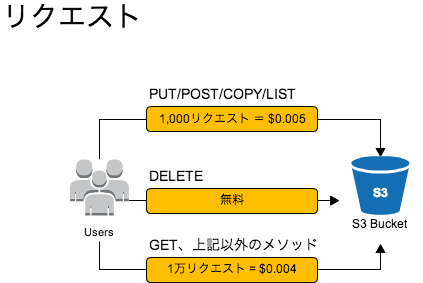 リクエスト
PUT/POST/COPY/LIST
1,000リクエスト = $0.005
DELETE
無料
S3
S3 Bucket
Users
GET、上記以外のメソッド
1万リクエスト = $0.004